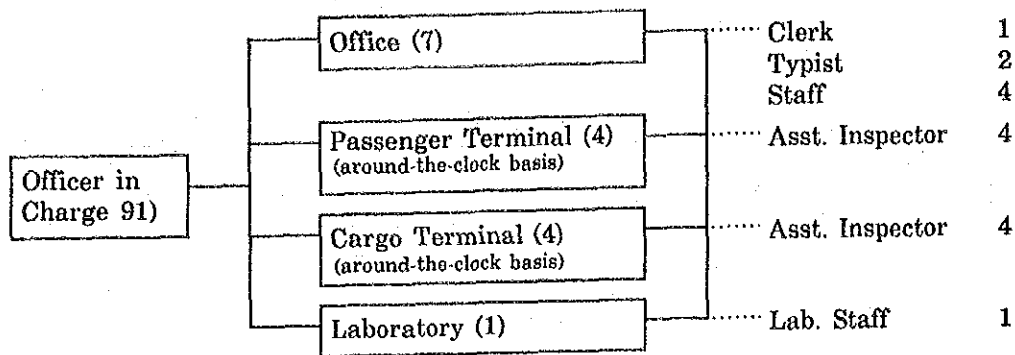 Office (7)
Clerk 1
Typist 2
Staff 4
Passenger Terminal (4)
(around-the-clock basis)
Asst. Inspector 4
Officer in
Charge 91)
Cargo Terminal (4)
(around-the-clock basis)
Asst. Inspector 4
Laboratory (1)
Lab. Staff 1